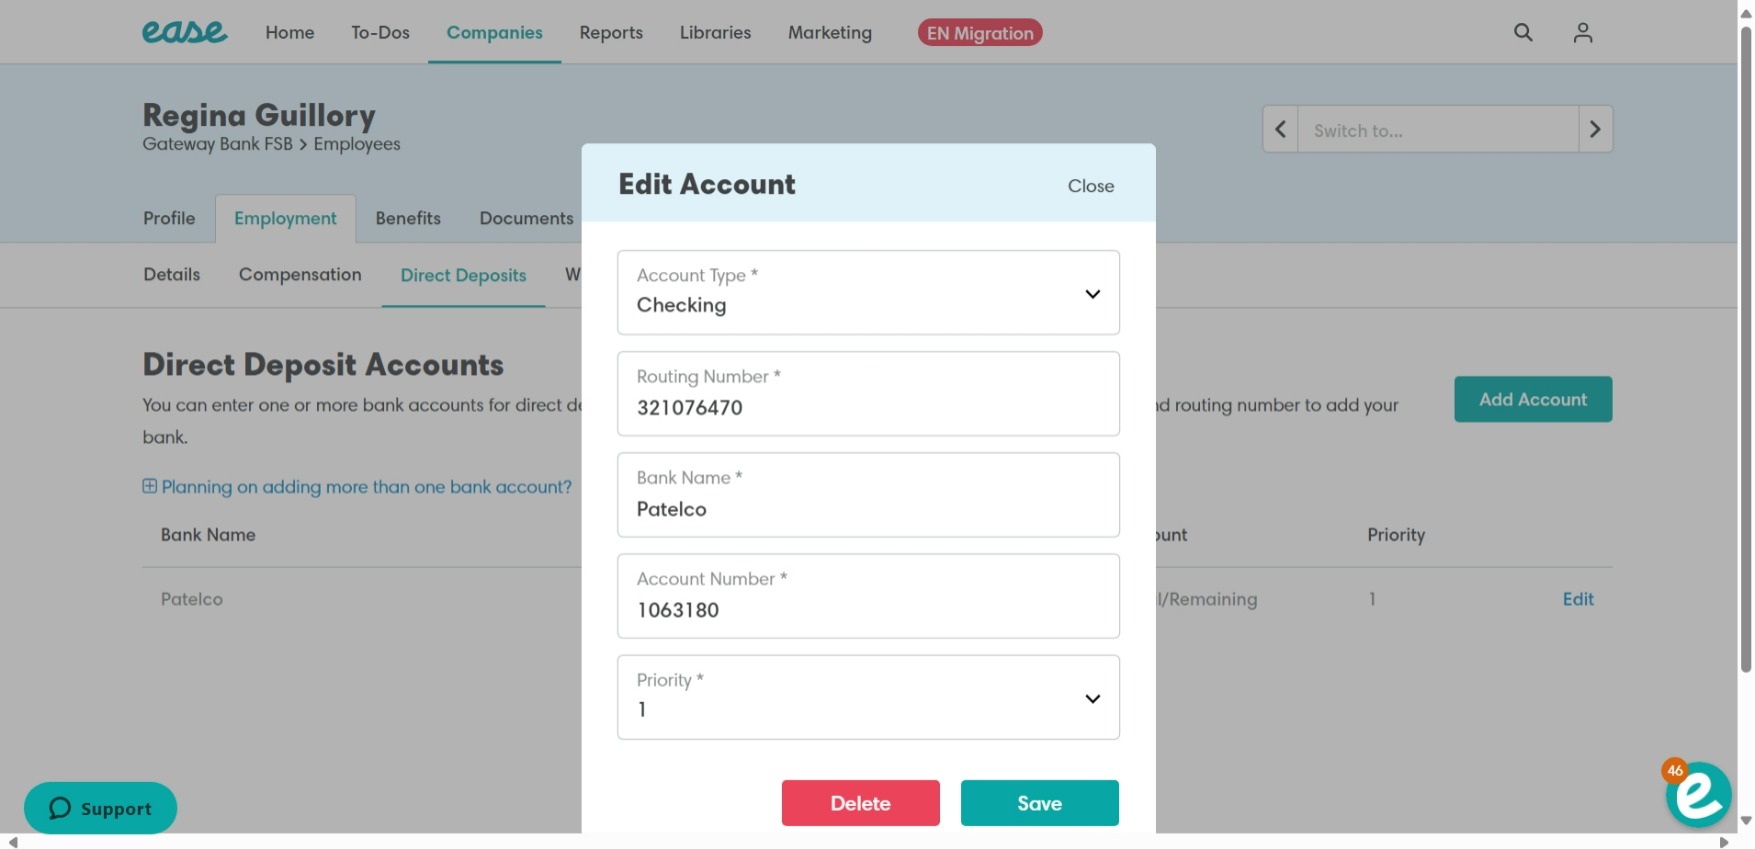 ease Home To-Dos Companies Reports Libraries Marketing EN Migration
Regina Guillory
Gateway Bank FSB > Employees
Switch to...
Profile Employment Benefits Documents
Details Compensation Direct Deposits W
Direct Deposit Accounts
You can enter one or more bank accounts for direct de
nd routing number to add your
bank.
Add Account
Planning on adding more than one bank account?
Bank Name
ount Priority
Patelco
l/Remaining 1 Edit
Edit Account Close
Account Type *
Checking
Routing Number *
321076470
Bank Name *
Patelco
Account Number *
1063180
Priority *
1
Delete Save
Support
46
e